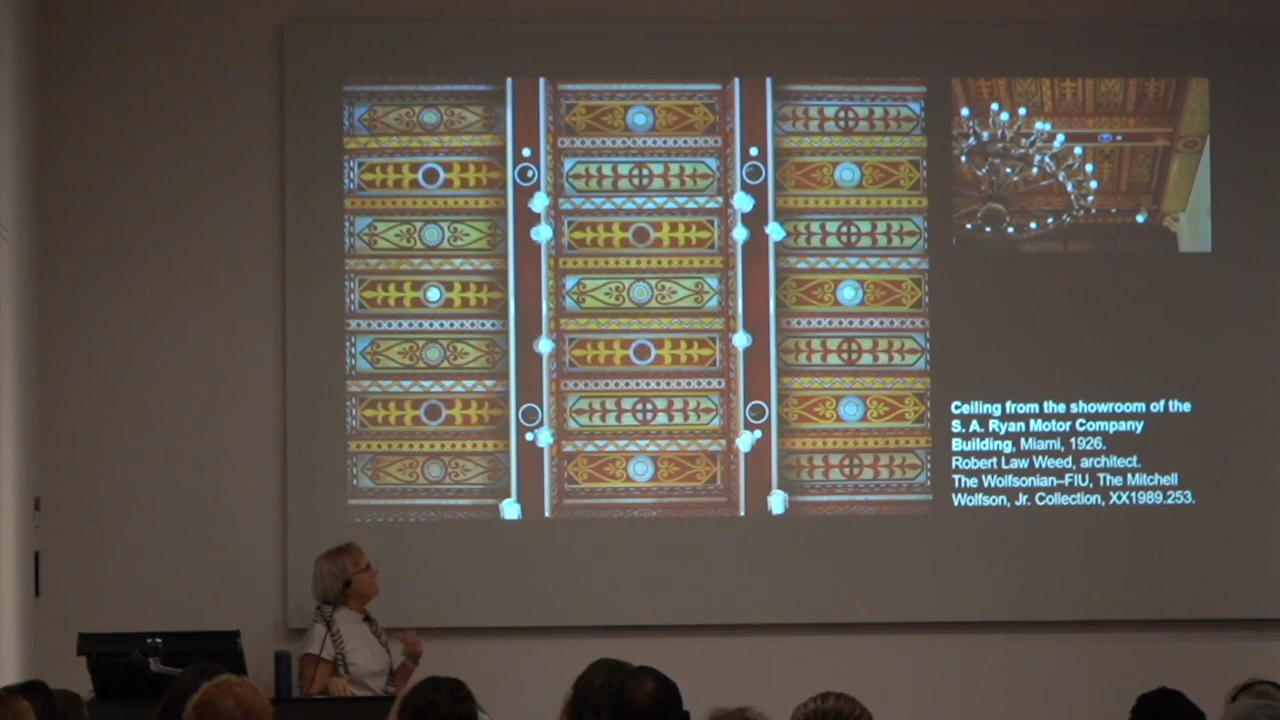 Ceiling from the showroom of the
S. A. Ryan Motor Company
Building, Miami, 1926.
Robert Law Weed, architect.
The Wolfsonian–FIU, The Mitchell
Wolfson, Jr. Collection, XX1989.253.